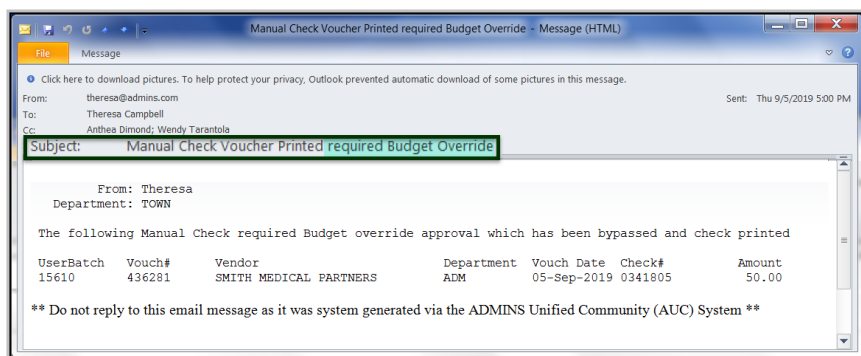 Manual Check Voucher Printed required Budget Override - Message (HTML)
File Message
Click here to download pictures. To help protect your privacy, Outlook prevented automatic download of some pictures in this message.
From: theresa@admins.com Sent: Thu 9/5/2019 5:00 PM
To: Theresa Campbell
Cc: Anthea Dimond; Wendy Tarantola
Subject: Manual Check Voucher Printed required Budget Override
From: Theresa
Department: TOWN
The following Manual Check required Budget override approval which has been bypassed and check printed
UserBatch Vouch# Vendor Department Vouch Date Check# Amount
15610 436281 SMITH MEDICAL PARTNERS ADM 05-Sep-2019 0341805 50.00
** Do not reply to this email message as it was system generated via the ADMINS Unified Community (AUC) System **